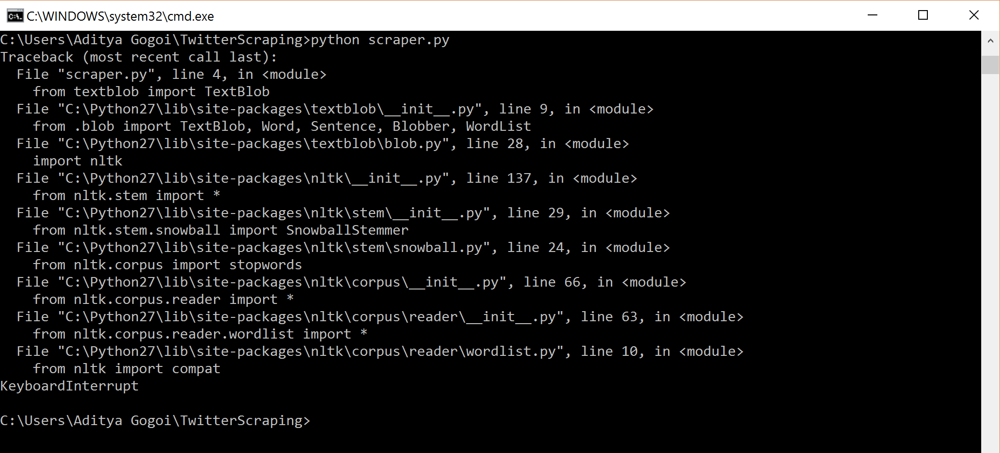 C:\WINDOWS\system32\cmd.exe
C:\Users\Aditya Gogoi\TwitterScraping>python scraper.py
Traceback (most recent call last):
  File "scraper.py", line 4, in <module>
    from textblob import TextBlob
  File "C:\Python27\lib\site-packages\textblob\__init__.py", line 9, in <module>
    from .blob import TextBlob, Word, Sentence, Blobber, WordList
  File "C:\Python27\lib\site-packages\textblob\blob.py", line 28, in <module>
    import nltk
  File "C:\Python27\lib\site-packages\nltk\__init__.py", line 137, in <module>
    from nltk.stem import *
  File "C:\Python27\lib\site-packages\nltk\stem\__init__.py", line 29, in <module>
    from nltk.stem.snowball import SnowballStemmer
  File "C:\Python27\lib\site-packages\nltk\stem\snowball.py", line 24, in <module>
    from nltk.corpus import stopwords
  File "C:\Python27\lib\site-packages\nltk\corpus\__init__.py", line 66, in <module>
    from nltk.corpus.reader import *
  File "C:\Python27\lib\site-packages\nltk\corpus\reader\__init__.py", line 63, in <module>
    from nltk.corpus.reader.wordlist import *
  File "C:\Python27\lib\site-packages\nltk\corpus\reader\wordlist.py", line 10, in <module>
    from nltk import compat
KeyboardInterrupt
C:\Users\Aditya Gogoi\TwitterScraping>